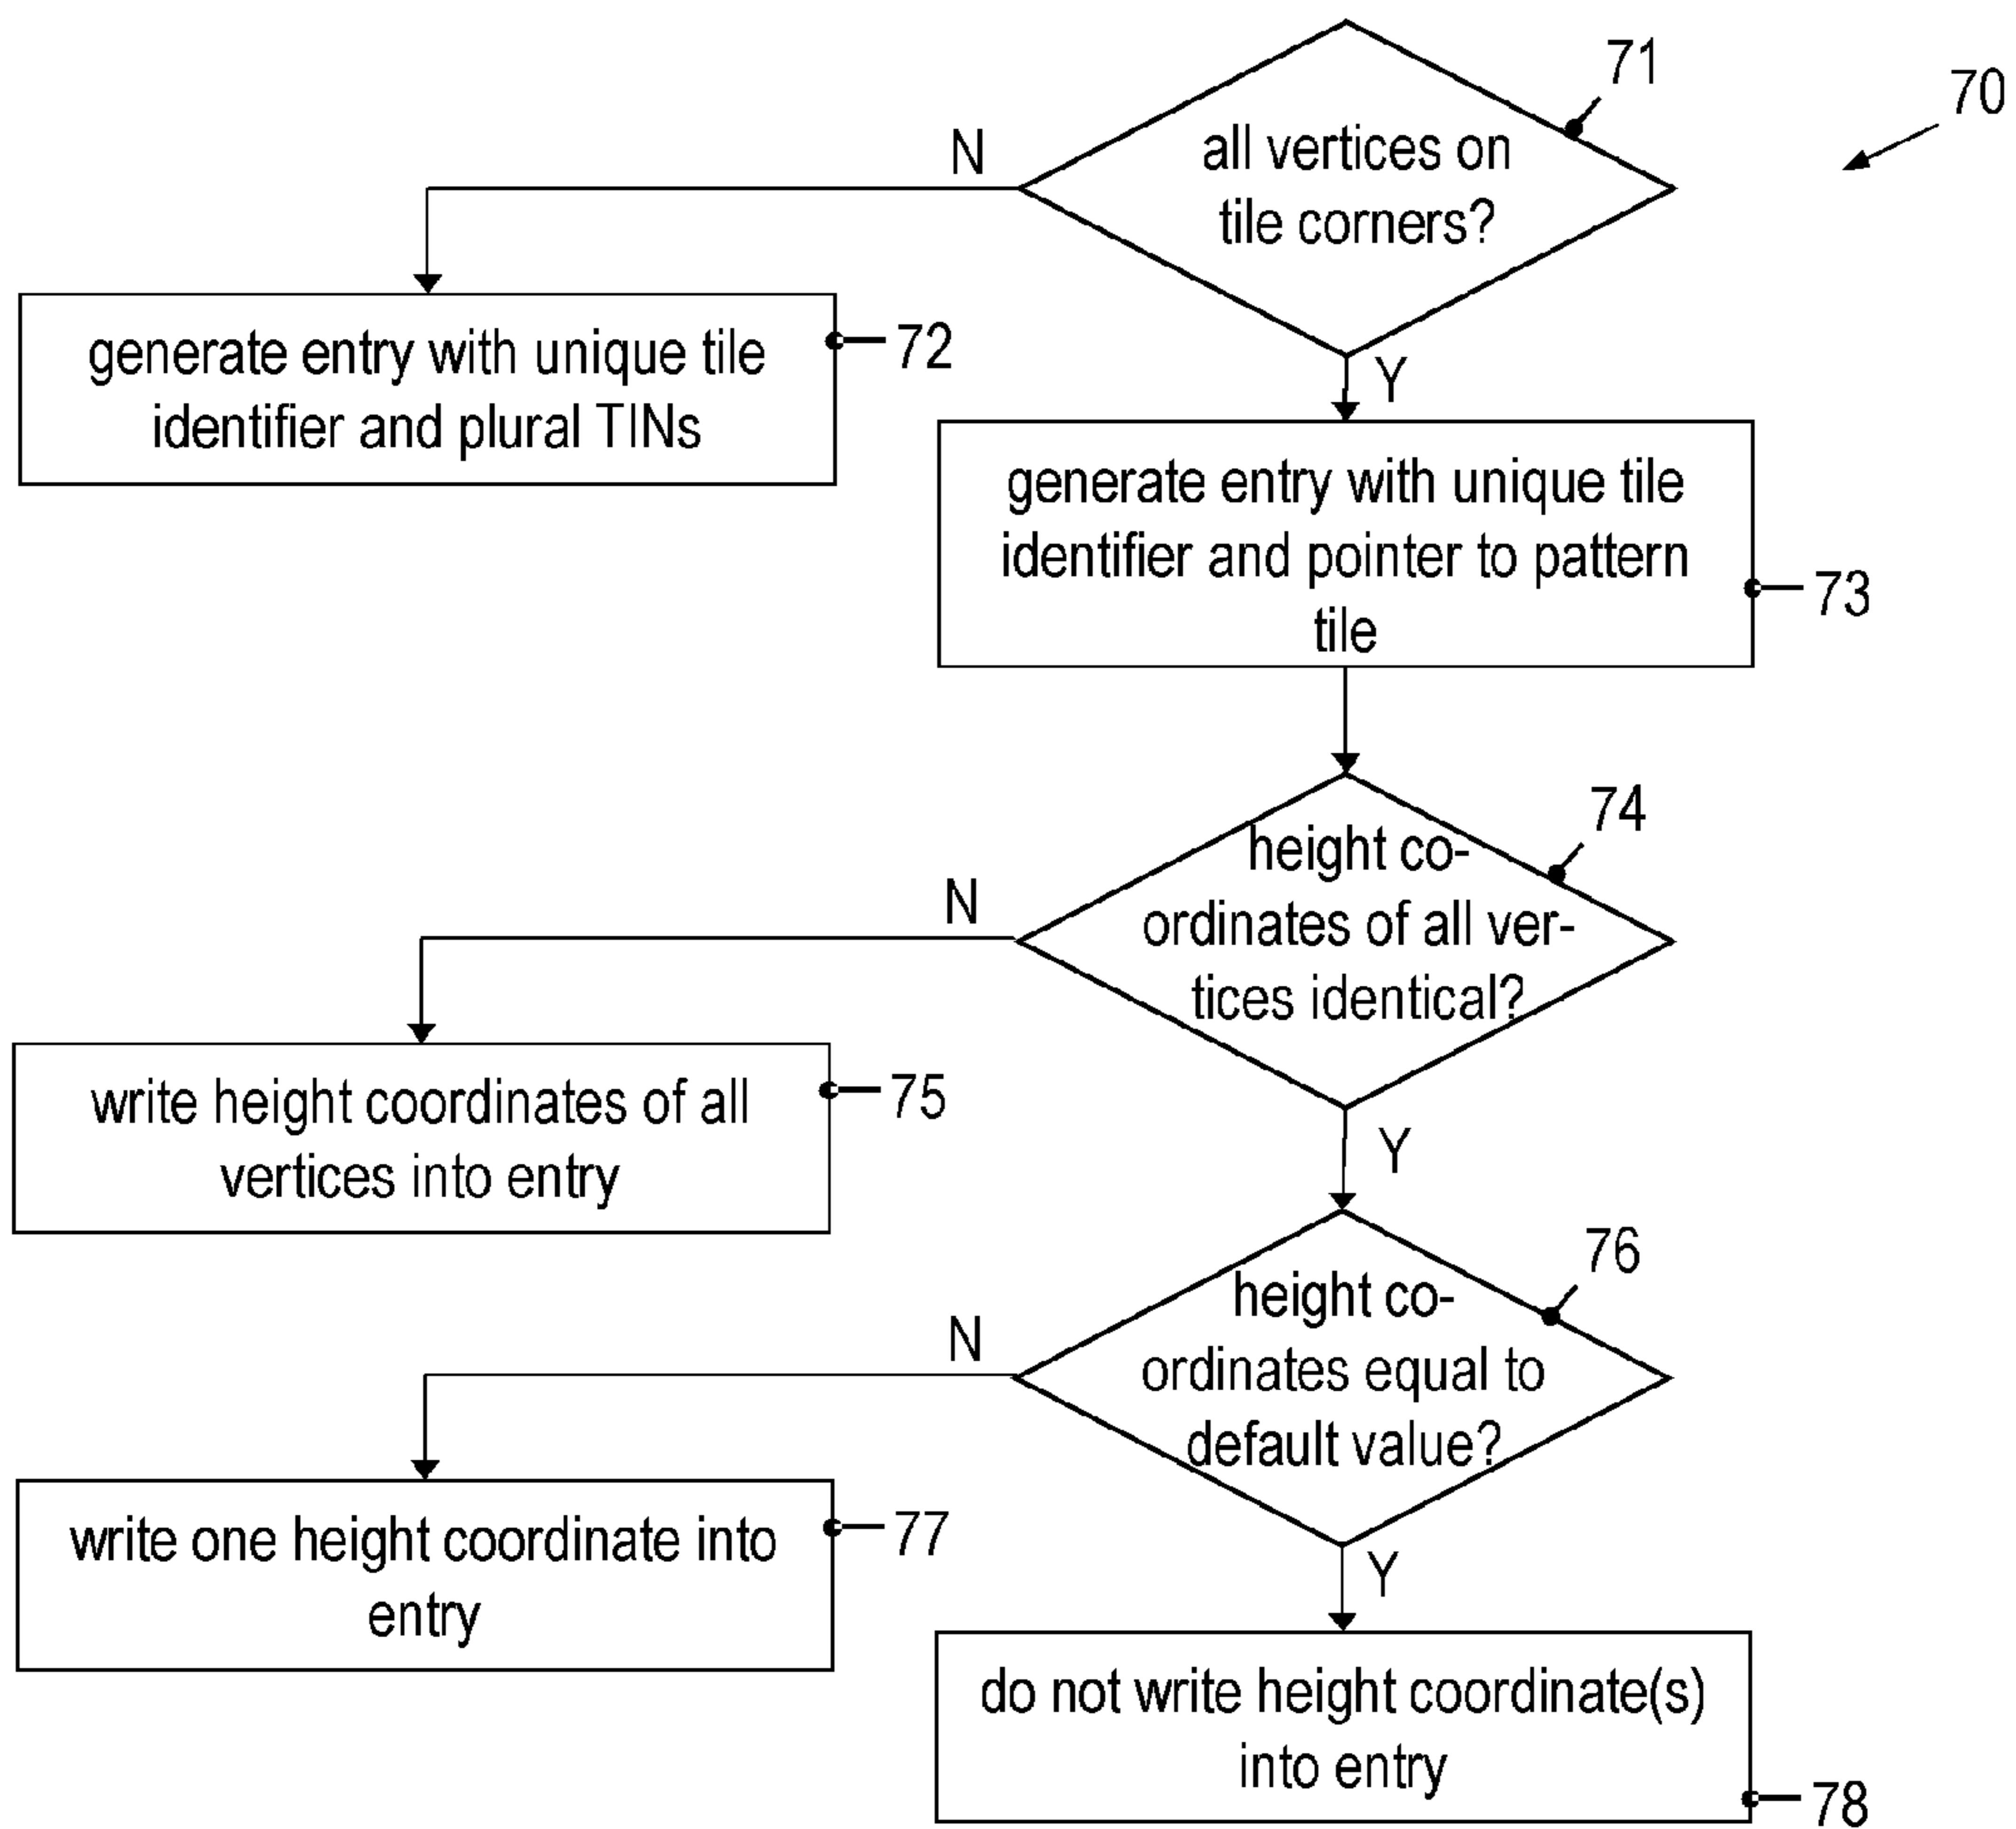 71
70
N
all vertices on
tile corners?
72
generate entry with unique tile
identifier and plural TINs
Y
generate entry with unique tile
identifier and pointer to pattern
tile
73
74
height co-
ordinates of all ver-
tices identical?
N
75
write height coordinates of all
vertices into entry
Y
76
height co-
ordinates equal to
default value?
N
77
write one height coordinate into
entry
Y
do not write height coordinate(s)
into entry
78